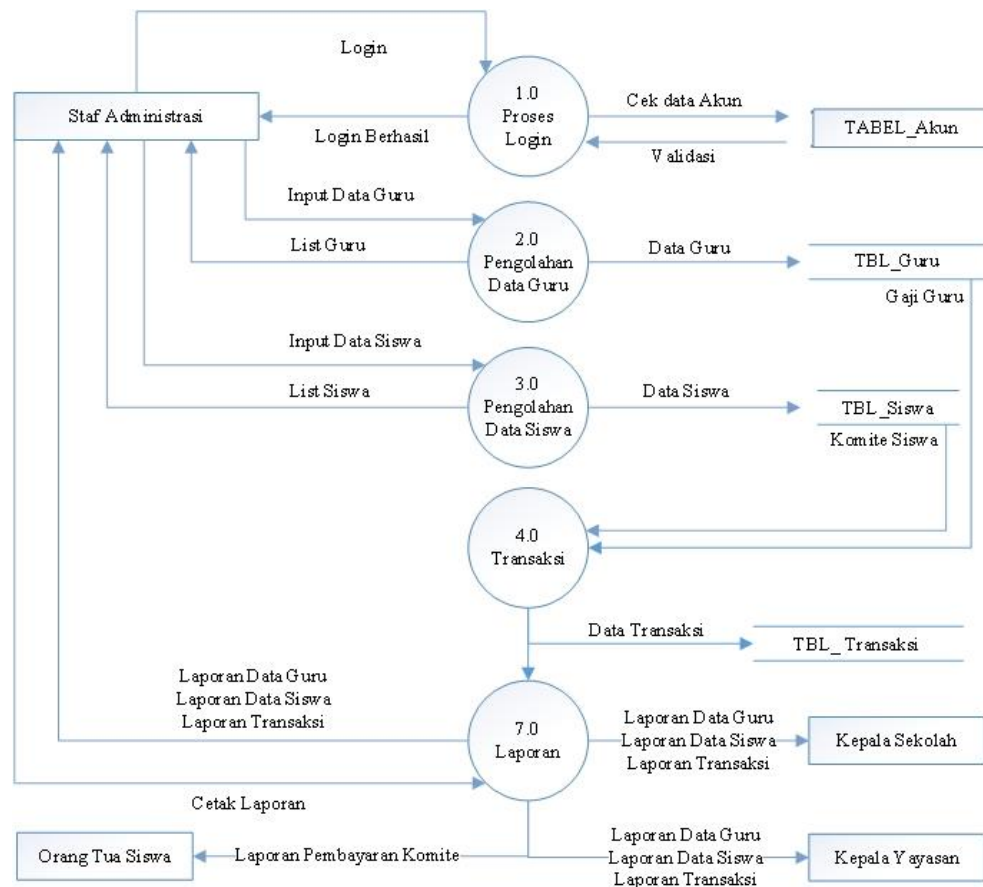 Login
1.0
Proses
Login
Staf Administrasi
Cek data Akun
TABEL_Akun
Login Berhasil
Validasi
Input Data Guru
2.0
Pengolahan
Data Guru
List Guru
Data Guru
TBL_Guru
Gaji Guru
Input Data Siswa
3.0
Pengolahan
Data Siswa
List Siswa
Data Siswa
TBL_Siswa
Komite Siswa
4.0
Transaksi
Data Transaksi
TBL_ Transaksi
Laporan Data Guru
Laporan Data Siswa
Laporan Transaksi
7.0
Laporan
Laporan Data Guru
Laporan Data Siswa
Laporan Transaksi
Kepala Sekolah
Cetak Laporan
Orang Tua Siswa
Laporan Pembayaran Komite
Laporan Data Guru
Laporan Data Siswa
Laporan Transaksi
Kepala Yayasan